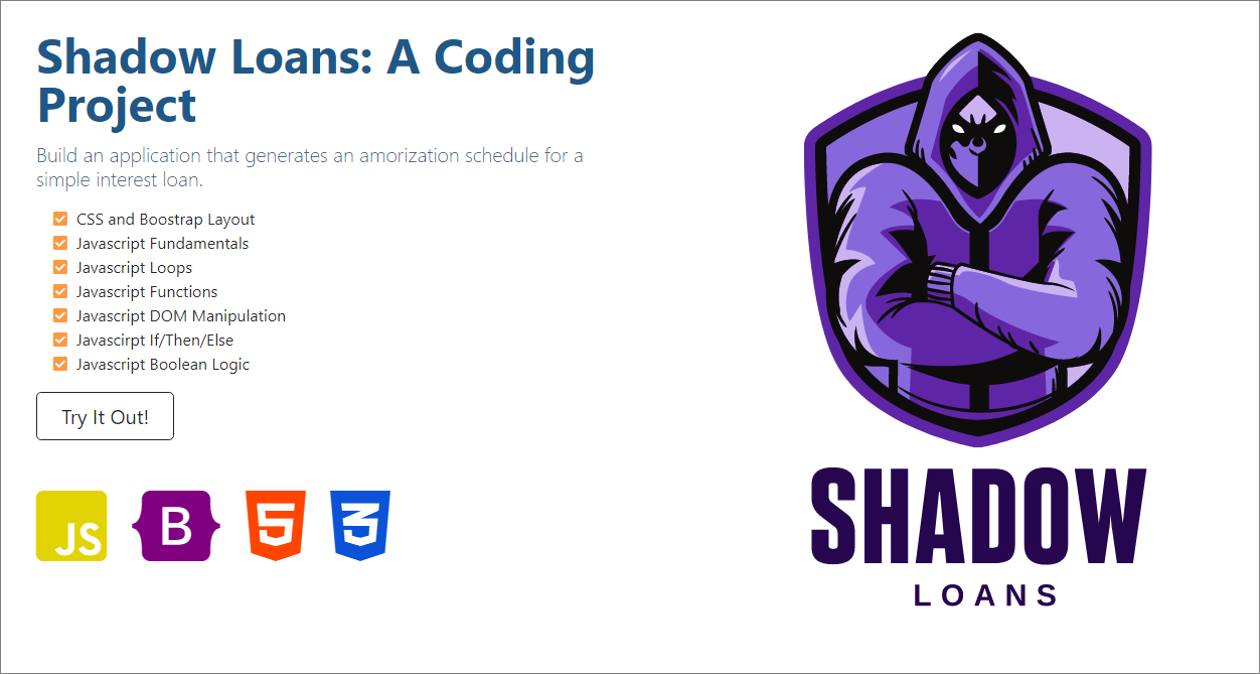 Shadow Loans: A Coding
Project
Build an application that generates an amorization schedule for a
simple interest loan.
CSS and Boostrap Layout
Javascript Fundamentals
Javascript Loops
Javascript Functions
Javascript DOM Manipulation
Javascirpt If/Then/Else
Javascript Boolean Logic
Try It Out!
JS
B
5
3
SHADOW
LOANS